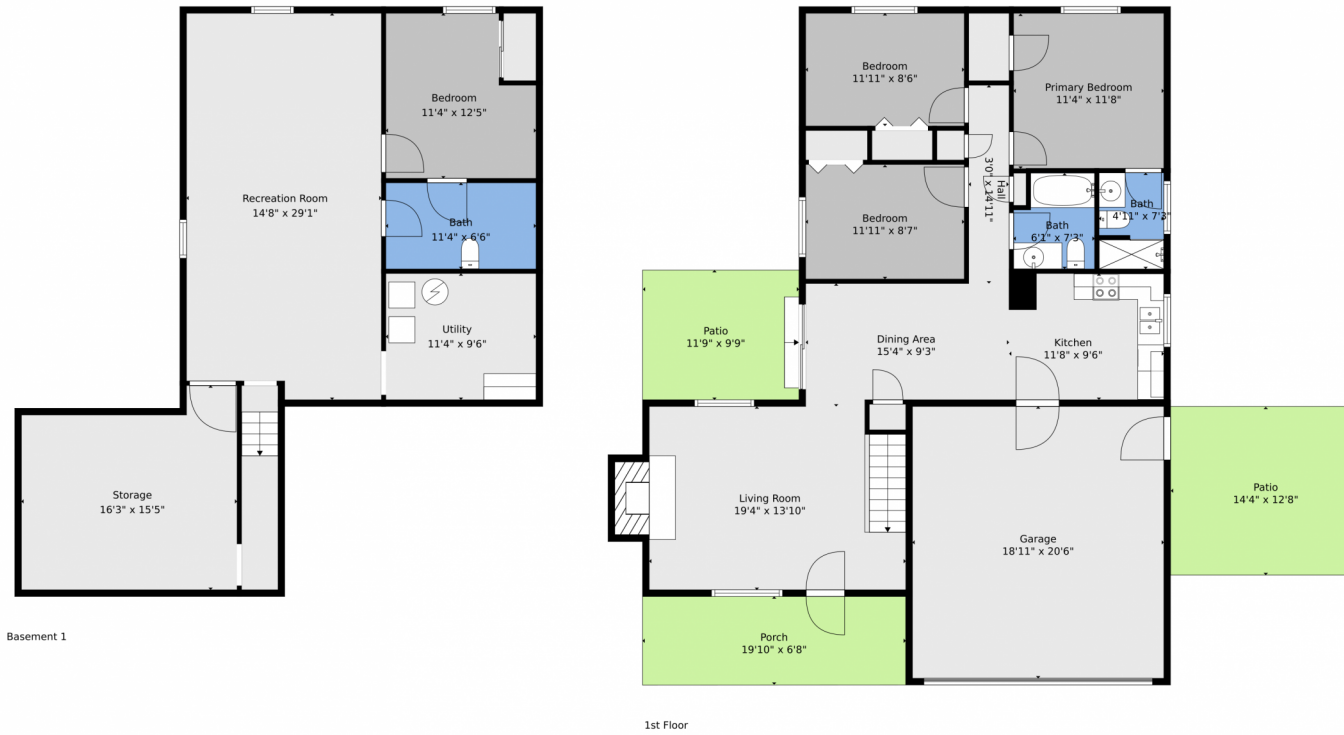 Bedroom
11'4" x 12'5"
Recreation Room
14'8" x 29'1"
Bath
11'4" x 6'6"
Utility
11'4" x 9'6"
Storage
16'3" x 15'5"
Basement 1
Bedroom
11'11" x 8'6"
Primary Bedroom
11'4" x 11'8"
Hall
3'0" x 14'11"
Bedroom
11'11" x 8'7"
Bath
6'1" x 7'3"
Bath
4'11" x 7'3"
Patio
11'9" x 9'9"
Dining Area
15'4" x 9'3"
Kitchen
11'8" x 9'6"
Living Room
19'4" x 13'10"
Garage
18'11" x 20'6"
Patio
14'4" x 12'8"
Porch
19'10" x 6'8"
1st Floor